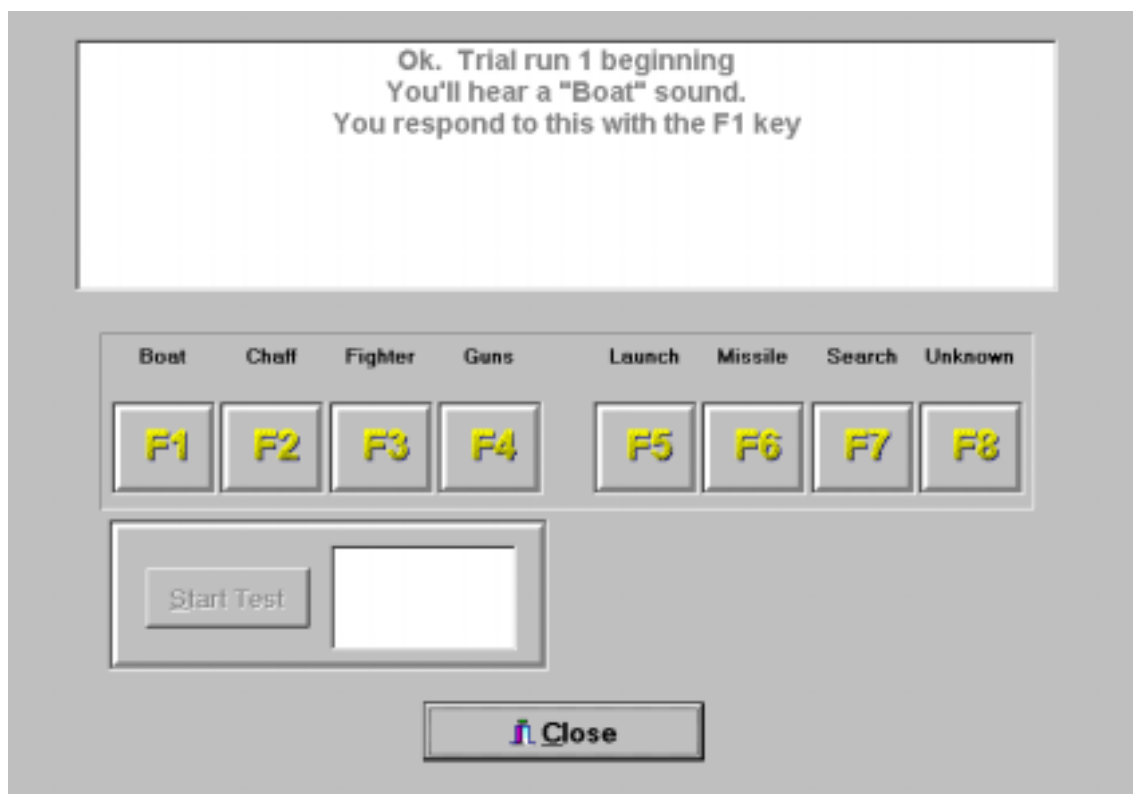 Ok.  Trial run 1 beginning
You'll hear a "Boat" sound.
You respond to this with the F1 key
Boat Chaff Fighter Guns Launch Missile Search Unknown
F1 F2 F3 F4 F5 F6 F7 F8
Start Test
Close